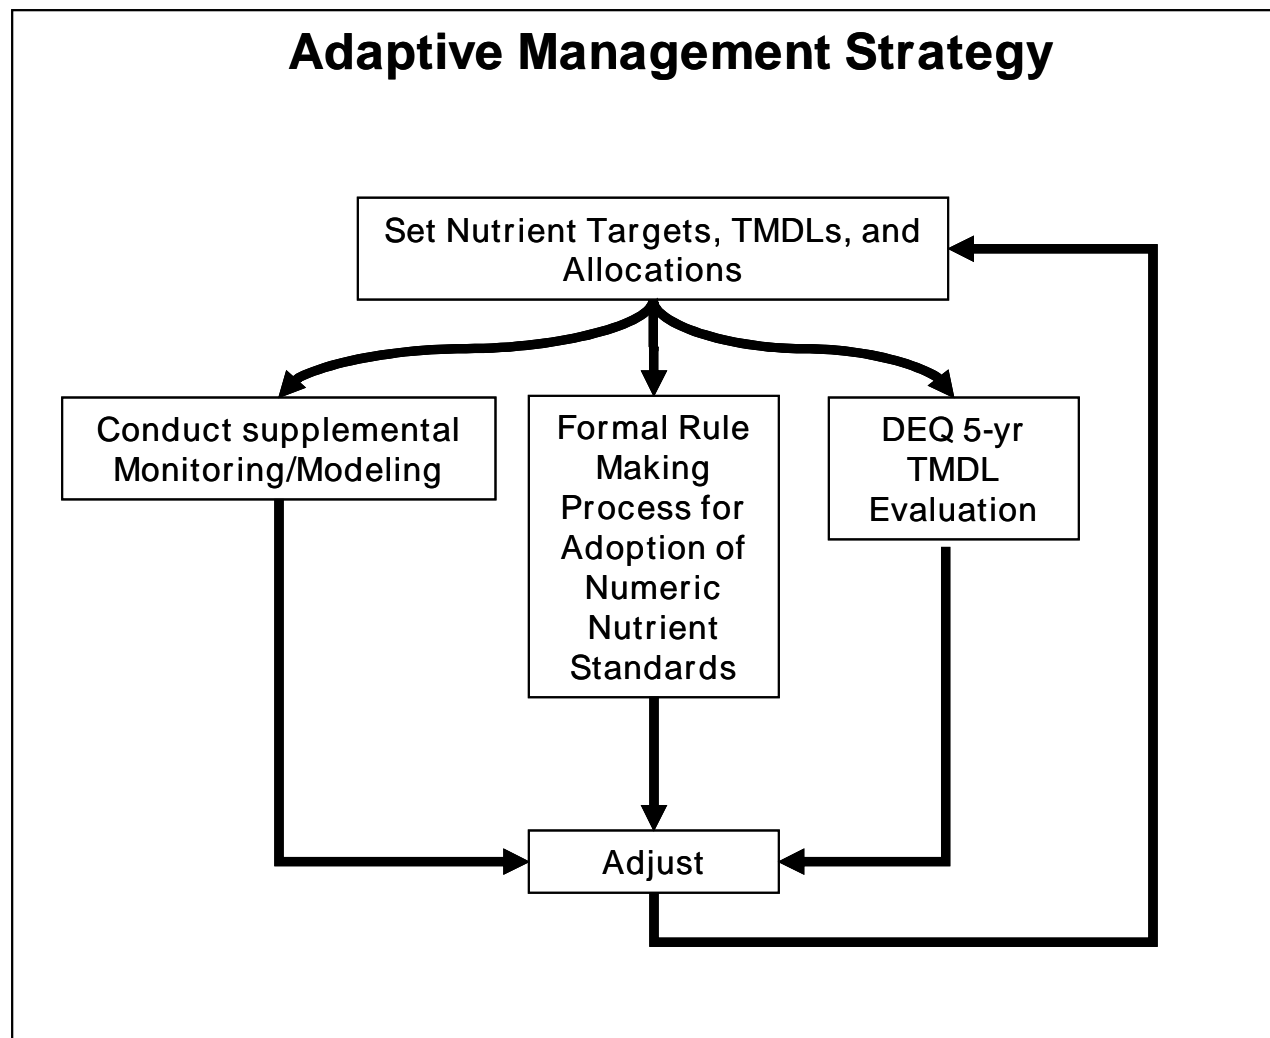 Adaptive Management Strategy
Set Nutrient Targets, TMDLs, and
Allocations
Conduct supplemental
Monitoring/Modeling
Formal Rule
Making
Process for
Adoption of
Numeric
Nutrient
Standards
DEQ 5-yr
TMDL
Evaluation
Adjust